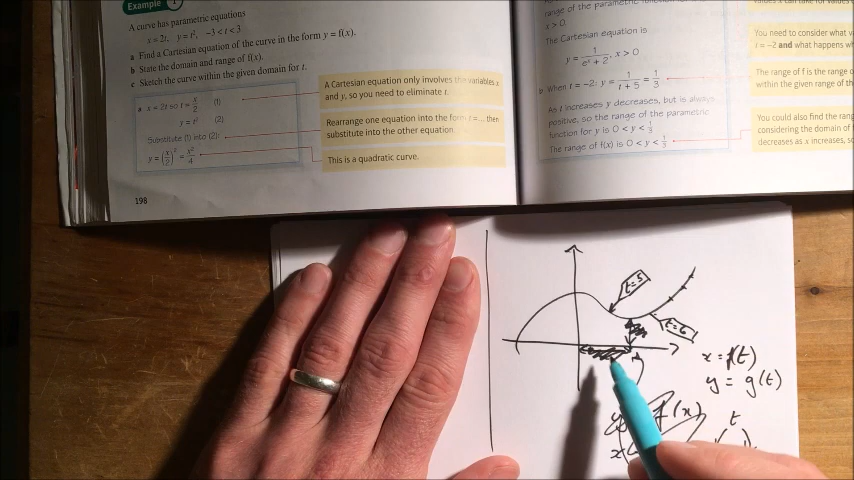 Example 1
A curve has parametric equations
x = 2t, y = t², −3 < t < 3
a Find a Cartesian equation of the curve in the form y = f(x).
b State the domain and range of f(x).
c Sketch the curve within the given domain for t.
a x = 2t so t = x/2 (1)
y = t² (2)
Substitute (1) into (2):
y = (x/2)² = x²/4
A Cartesian equation only involves the variables x
and y, so you need to eliminate t.
Rearrange one equation into the form t = ... then
substitute into the other equation.
This is a quadratic curve.
198
range of the parametric
x > 0.
The Cartesian equation is
y = 1/(eˣ + 2), x > 0
b When t = −2: y = 1/(t + 5) = 1/3
As t increases y decreases, but is always
positive, so the range of the parametric
function for y is 0 < y < 1/3
The range of f(x) is 0 < y < 1/3
You need to consider what
t = −2 and what happens
The range of f is the range
within the given range of
You could also find the
considering the domain of
decreases as x increases,
t=5
t=6
x = f(t)
y = g(t)
f(x)
t